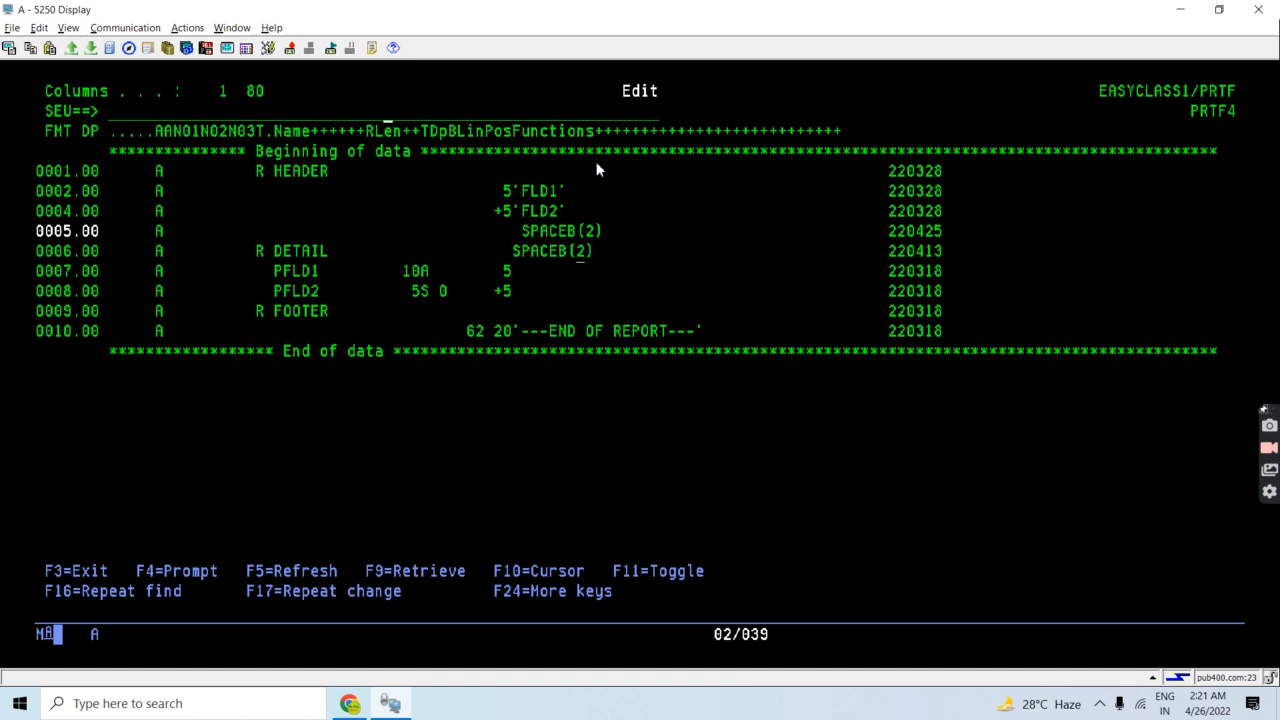 A - 5250 Display
File Edit View Communication Actions Window Help
Columns . . . : 1 80 Edit EASYCLASS1/PRTF
SEU==> PRTF4
FMT DP .....AAN01N02N03T.Name++++++RLen++TDpBLinPosFunctions+++++++++++++++++++++++++++
*************** Beginning of data ***************************************************************************************
0001.00 A R HEADER 220328
0002.00 A 5'FLD1' 220328
0004.00 A +5'FLD2' 220328
0005.00 A SPACEB(2) 220425
0006.00 A R DETAIL SPACEB(2) 220413
0007.00 A PFLD1 10A 5 220318
0008.00 A PFLD2 5S 0 +5 220318
0009.00 A R FOOTER 220318
0010.00 A 62 20'---END OF REPORT---' 220318
****************** End of data ******************************************************************************************
F3=Exit F4=Prompt F5=Refresh F9=Retrieve F10=Cursor F11=Toggle
F16=Repeat find F17=Repeat change F24=More keys
MA A 02/039
pub400.com:23
Type here to search 28°C Haze ENG 2:21 AM
IN 4/26/2022